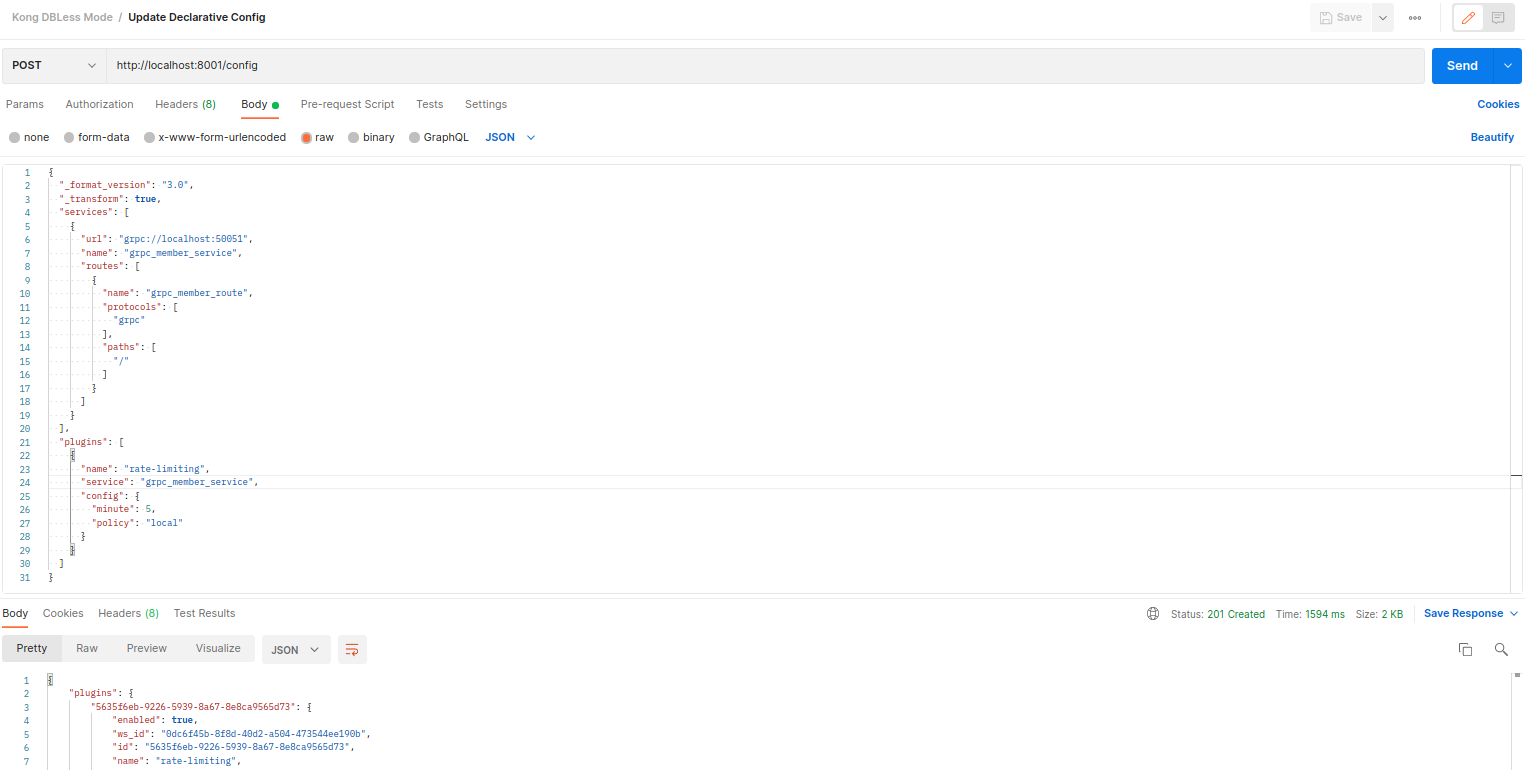 Kong DBLess Mode / Update Declarative Config
Save
POST http://localhost:8001/config Send
Params Authorization Headers (8) Body Pre-request Script Tests Settings Cookies
none form-data x-www-form-urlencoded raw binary GraphQL JSON Beautify
1 {
2 "_format_version": "3.0",
3 "_transform": true,
4 "services": [
5 {
6 "url": "grpc://localhost:50051",
7 "name": "grpc_member_service",
8 "routes": [
9 {
10 "name": "grpc_member_route",
11 "protocols": [
12 "grpc"
13 ],
14 "paths": [
15 "/"
16 ]
17 }
18 ]
19 }
20 ],
21 "plugins": [
22 {
23 "name": "rate-limiting",
24 "service": "grpc_member_service",
25 "config": {
26 "minute": 5,
27 "policy": "local"
28 }
29 }
30 ]
31 }
Body Cookies Headers (8) Test Results Status: 201 Created Time: 1594 ms Size: 2 KB Save Response
Pretty Raw Preview Visualize JSON
1 {
2 "plugins": {
3 "5635f6eb-9226-5939-8a67-8e8ca9565d73": {
4 "enabled": true,
5 "ws_id": "0dc6f45b-8f8d-40d2-a504-473544ee190b",
6 "id": "5635f6eb-9226-5939-8a67-8e8ca9565d73",
7 "name": "rate-limiting",